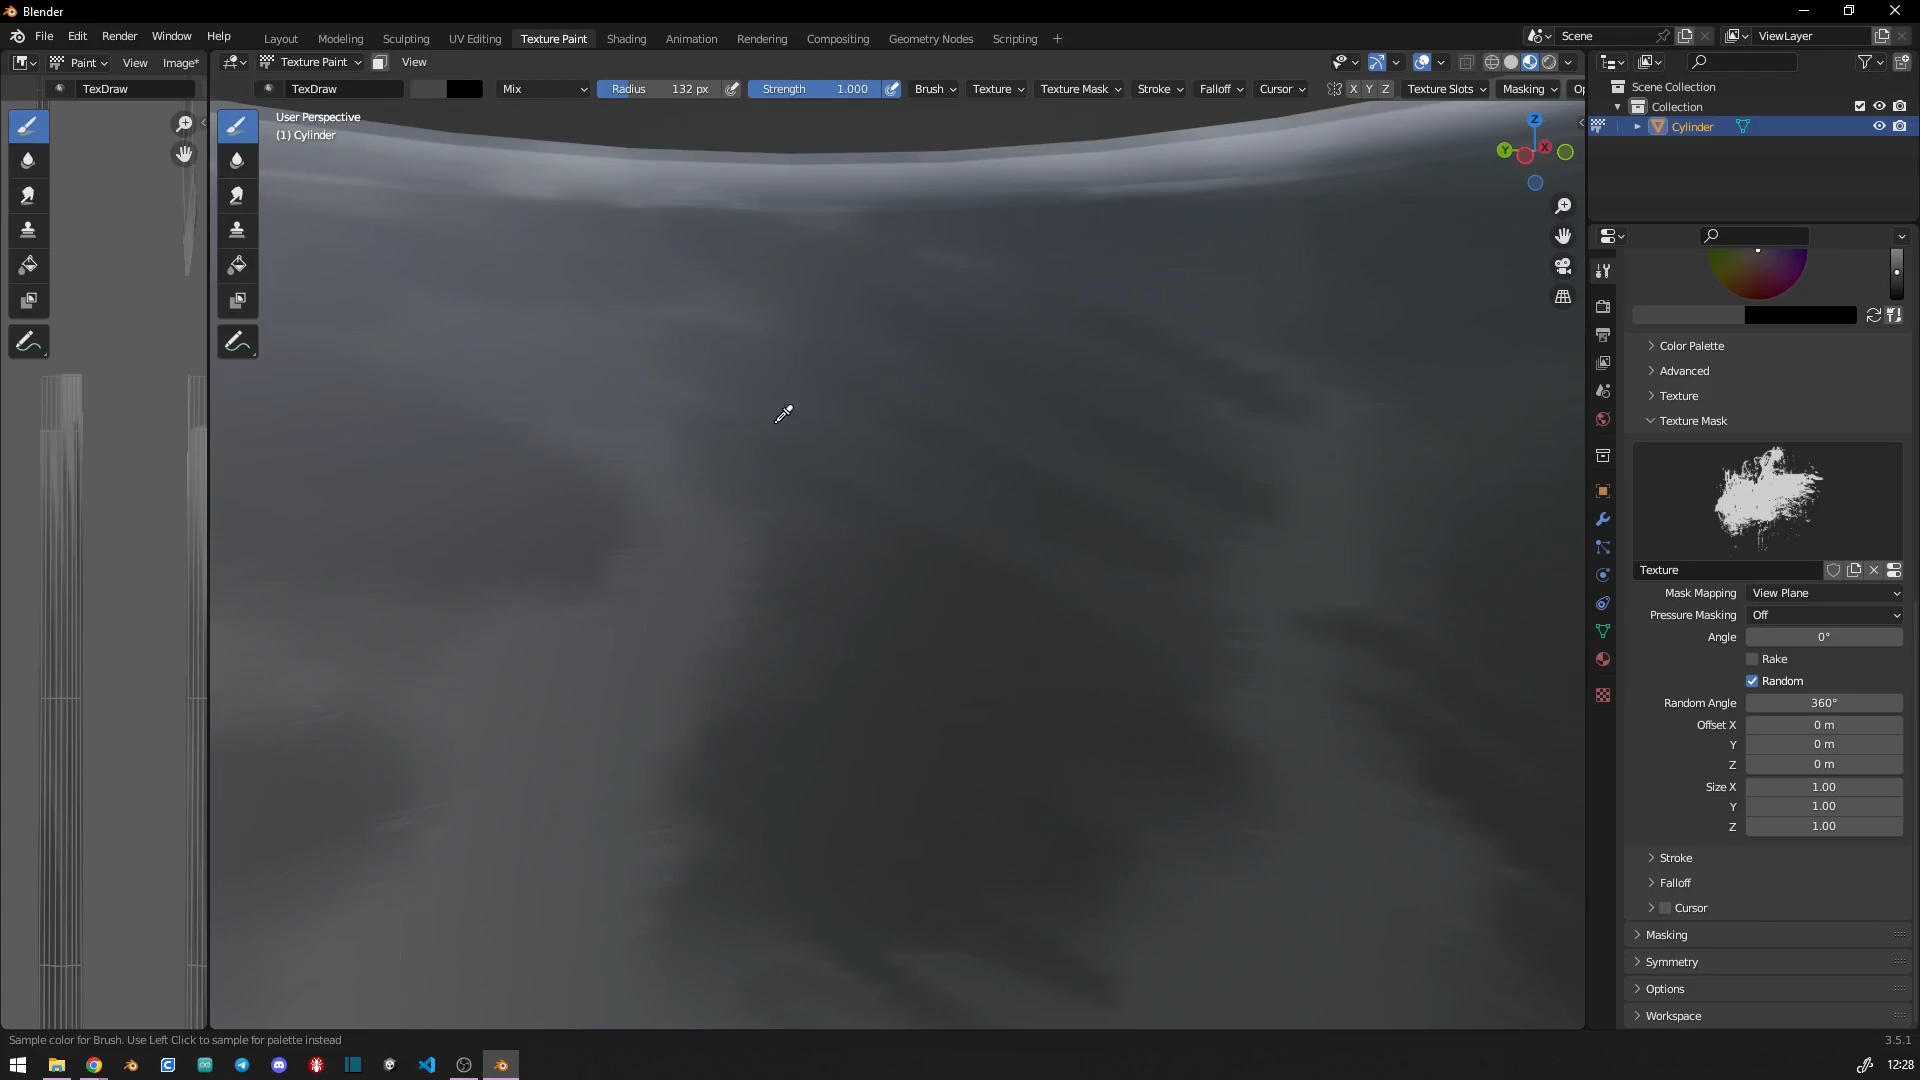 Blender
File Edit Render Window Help
Layout Modeling Sculpting UV Editing Texture Paint Shading Animation Rendering Compositing Geometry Nodes Scripting +
Scene
ViewLayer
Paint View Image*
Texture Paint View
TexDraw
TexDraw
Mix
Radius 132 px
Strength 1.000
Brush Texture Texture Mask Stroke Falloff Cursor
X Y Z
Texture Slots Masking Op
User Perspective
(1) Cylinder
Z
Y
X
Scene Collection
Collection
Cylinder
Color Palette
Advanced
Texture
Texture Mask
Texture
Mask Mapping View Plane
Pressure Masking Off
Angle 0°
Rake
Random
Random Angle 360°
Offset X 0 m
Y 0 m
Z 0 m
Size X 1.00
Y 1.00
Z 1.00
Stroke
Falloff
Cursor
Masking
Symmetry
Options
Workspace
Sample color for Brush. Use Left Click to sample for palette instead
3.5.1
12:28